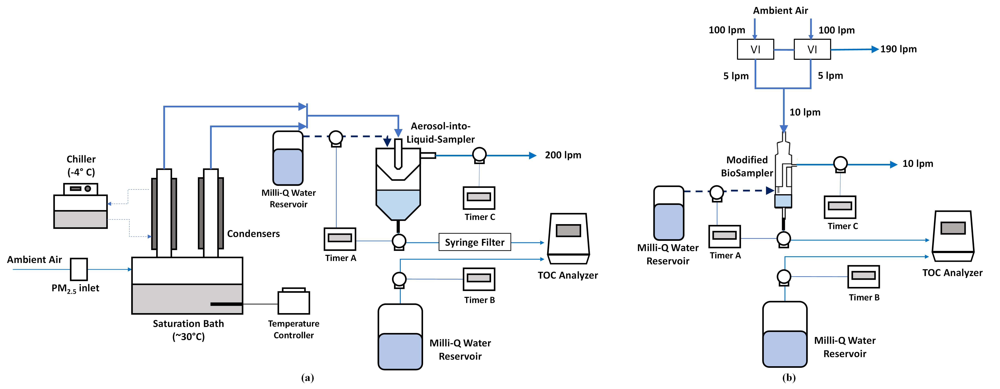 Ambient Air
100 lpm
100 lpm
VI
VI
190 lpm
5 lpm
5 lpm
10 lpm
Aerosol-into-
Liquid-Sampler
200 lpm
Chiller
(-4° C)
Milli-Q Water
Reservoir
Timer C
Condensers
Timer A
Syringe Filter
TOC Analyzer
Ambient Air
PM2.5 inlet
Timer B
Saturation Bath
(~30°C)
Temperature
Controller
Milli-Q Water
Reservoir
(a)
Modified
BioSampler
10 lpm
Milli-Q Water
Reservoir
Timer C
Timer A
TOC Analyzer
Timer B
Milli-Q Water
Reservoir
(b)